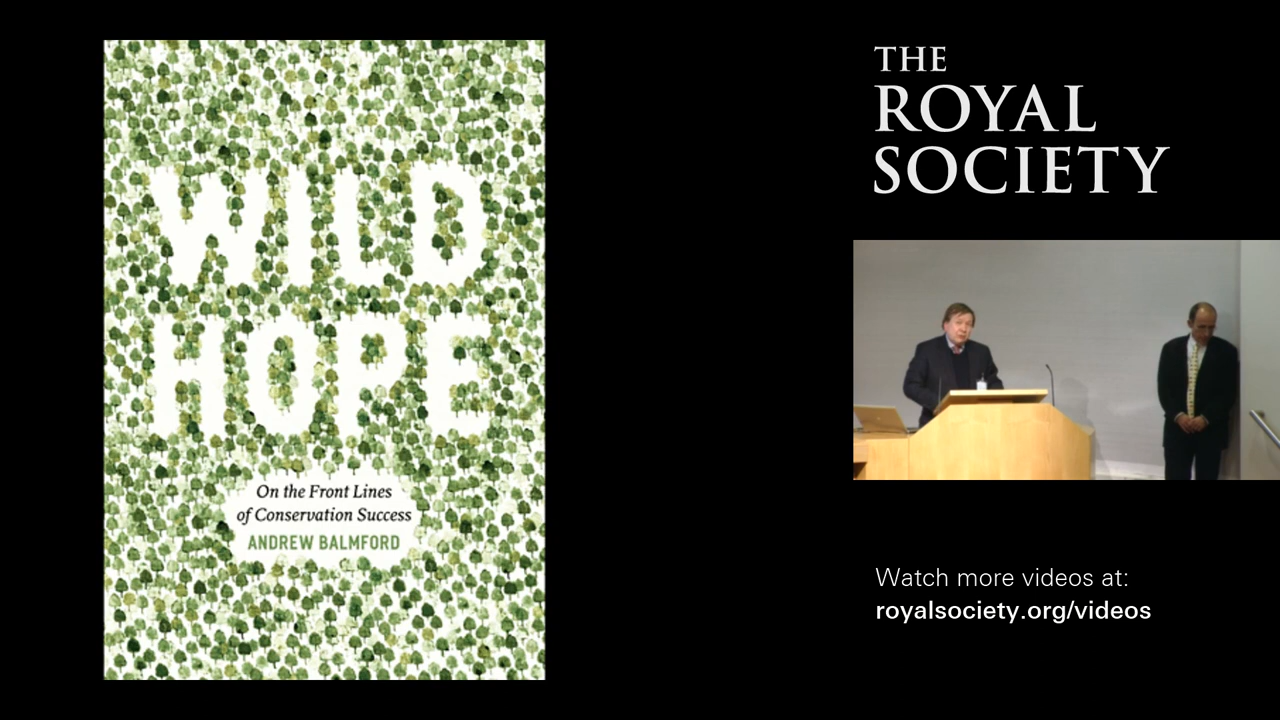 WILD
HOPE
On the Front Lines
of Conservation Success
ANDREW BALMFORD
THE
ROYAL
SOCIETY
Watch more videos at:
royalsociety.org/videos